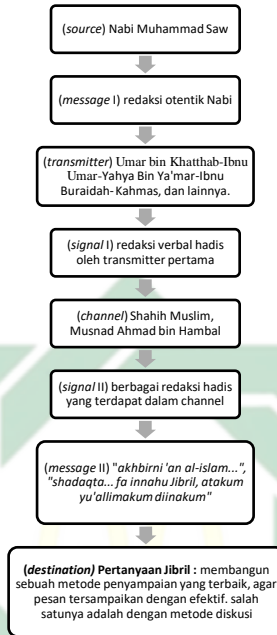 (source) Nabi Muhammad Saw
(message I) redaksi otentik Nabi
(transmitter) Umar bin Khatthab-Ibnu
Umar-Yahya Bin Ya'mar-Ibnu
Buraidah-Kahmas, dan lainnya.
(signal I) redaksi verbal hadis
oleh transmitter pertama
(channel) Shahih Muslim,
Musnad Ahmad bin Hambal
(signal II) berbagai redaksi hadis
yang terdapat dalam channel
(message II) "akhbirni 'an al-islam...",
"shadaqta... fa innahu Jibril, atakum
yu'allimakum diinakum"
(destination) Pertanyaan Jibril : membangun
sebuah metode penyampaian yang terbaik, agar
pesan tersampaikan dengan efektif. salah
satunya adalah dengan metode diskusi